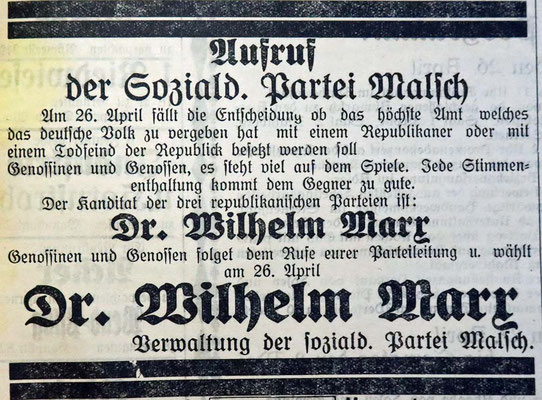 Aufruf
der Soziald. Partei Malsch
Am 26. April fällt die Entscheidung ob das höchste Amt welches
das deutsche Volk zu vergeben hat mit einem Republikaner oder mit
einem Todfeind der Republick besetzt werden soll
Genossinen und Genossen, es steht viel auf dem Spiele. Jede Stimmen-
enthaltung kommt dem Gegner zu gute.
Der Kanditat der drei republikanischen Parteien ist:
Dr. Wilhelm Marx
Genossinen und Genossen folget dem Rufe eurer Parteileitung u. wählt
am 26. April
Dr. Wilhelm Marx
Verwaltung der soziald. Partei Malsch.